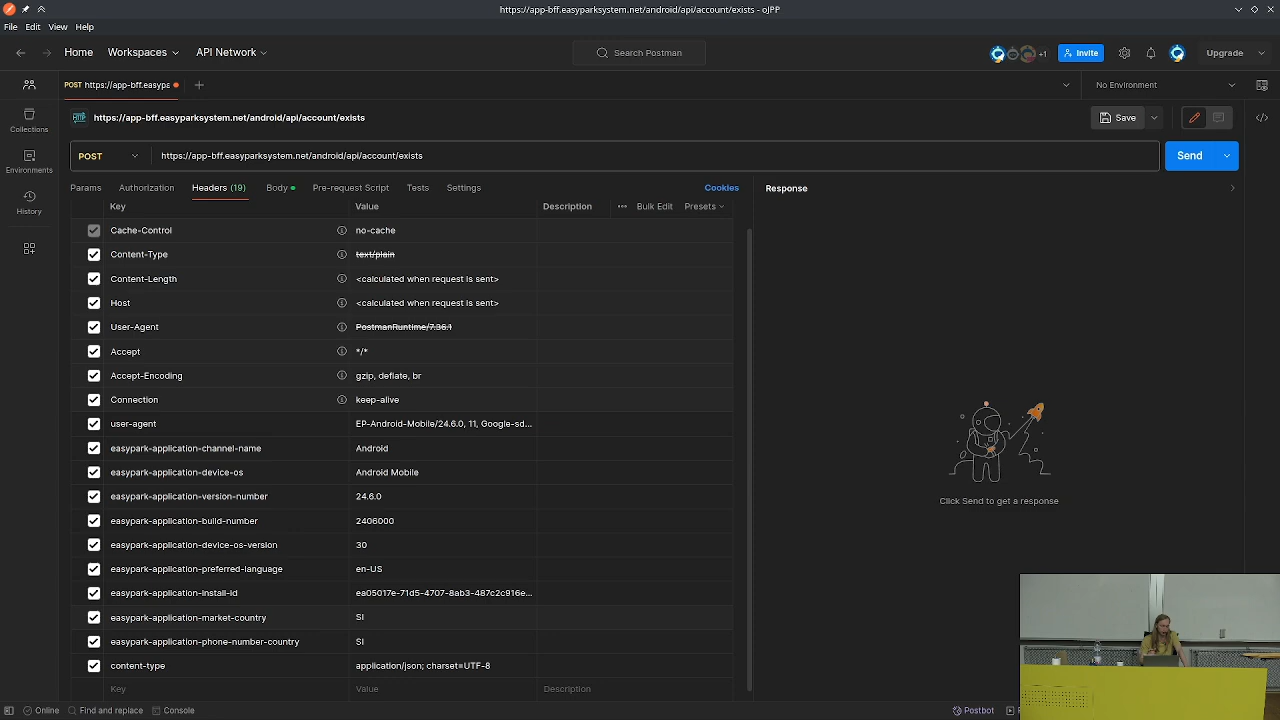 https://app-bff.easyparksystem.net/android/api/account/exists - oJPP
File Edit View Help
Home Workspaces API Network Search Postman +1 Invite Upgrade
POST https://app-bff.easyparks No Environment
HTTP https://app-bff.easyparksystem.net/android/api/account/exists Save
Collections
Environments
History
POST https://app-bff.easyparksystem.net/android/api/account/exists Send
Params Authorization Headers (19) Body Pre-request Script Tests Settings Cookies
Response
Key Value Description Bulk Edit Presets
Cache-Control no-cache
Content-Type text/plain
Content-Length <calculated when request is sent>
Host <calculated when request is sent>
User-Agent PostmanRuntime/7.36.1
Accept */*
Accept-Encoding gzip, deflate, br
Connection keep-alive
user-agent EP-Android-Mobile/24.6.0, 11, Google-sd...
easypark-application-channel-name Android
easypark-application-device-os Android Mobile
easypark-application-version-number 24.6.0
easypark-application-build-number 2406000
easypark-application-device-os-version 30
easypark-application-preferred-language en-US
easypark-application-install-id ea05017e-71d5-4707-8ab3-487c2c916e...
easypark-application-market-country SI
easypark-application-phone-number-country SI
content-type application/json; charset=UTF-8
Key Value Description
Click Send to get a response
Online Find and replace Console Postbot